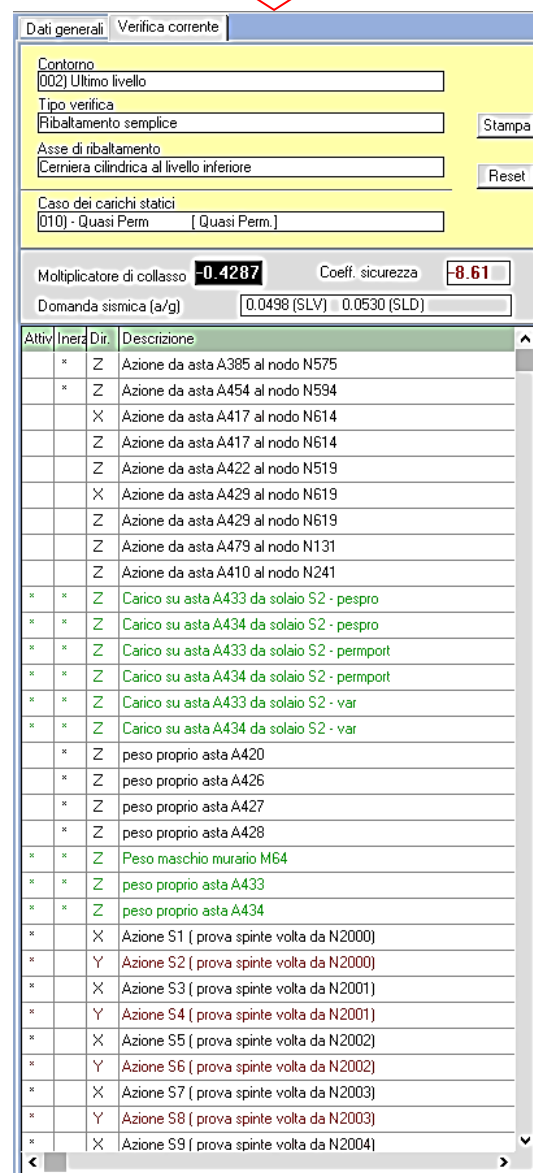 Dati generali Verifica corrente
Contorno
002) Ultimo livello
Tipo verifica
Ribaltamento semplice
Stampa
Asse di ribaltamento
Cerniera cilindrica al livello inferiore
Reset
Caso dei carichi statici
010) - Quasi Perm [ Quasi Perm.]
Moltiplicatore di collasso -0.4287 Coeff. sicurezza -8.61
Domanda sismica (a/g) 0.0498 (SLV) 0.0530 (SLD)
Attiv Inerz Dir. Descrizione
* Z Azione da asta A385 al nodo N575
* Z Azione da asta A454 al nodo N594
X Azione da asta A417 al nodo N614
Z Azione da asta A417 al nodo N614
Z Azione da asta A422 al nodo N519
X Azione da asta A429 al nodo N619
Z Azione da asta A429 al nodo N619
Z Azione da asta A479 al nodo N131
Z Azione da asta A410 al nodo N241
* * Z Carico su asta A433 da solaio S2 - pespro
* * Z Carico su asta A434 da solaio S2 - pespro
* * Z Carico su asta A433 da solaio S2 - permport
* * Z Carico su asta A434 da solaio S2 - permport
* * Z Carico su asta A433 da solaio S2 - var
* * Z Carico su asta A434 da solaio S2 - var
* Z peso proprio asta A420
* Z peso proprio asta A426
* Z peso proprio asta A427
* Z peso proprio asta A428
* * Z Peso maschio murario M64
* * Z peso proprio asta A433
* * Z peso proprio asta A434
* X Azione S1 ( prova spinte volta da N2000)
* Y Azione S2 ( prova spinte volta da N2000)
* X Azione S3 ( prova spinte volta da N2001)
* Y Azione S4 ( prova spinte volta da N2001)
* X Azione S5 ( prova spinte volta da N2002)
* Y Azione S6 ( prova spinte volta da N2002)
* X Azione S7 ( prova spinte volta da N2003)
* Y Azione S8 ( prova spinte volta da N2003)
* X Azione S9 ( prova spinte volta da N2004)